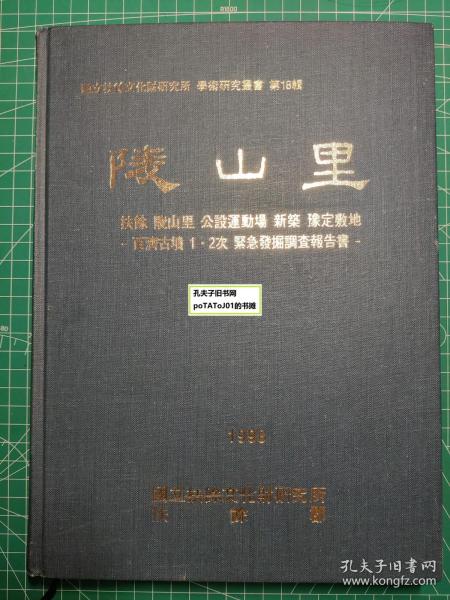 國立扶餘文化財研究所 學術研究叢書 第18輯
陵山里
扶餘 陵山里 公設運動場 新築 豫定敷地
- 百濟古墳 1·2次 緊急發掘調査報告書 -
孔夫子旧书网
poTAToJ01的书摊
1998
國立扶餘文化財研究所
扶餘郡
孔夫子旧书网
www.kongfz.com